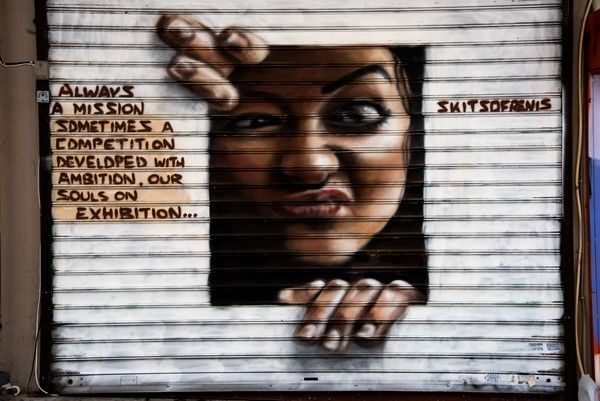 ALWAYS
A MISSION
SOMETIMES A
COMPETITION
DEVELOPED WITH
AMBITION, OUR
SOULS ON
EXHIBITION...
SKITSOFRENIS